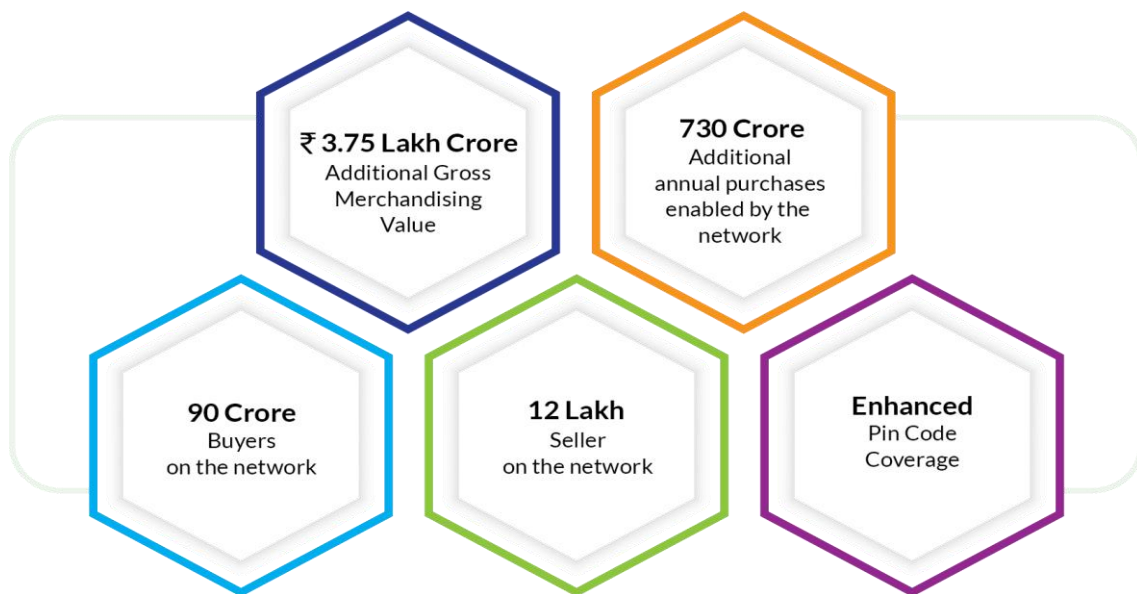 ₹ 3.75 Lakh Crore
Additional Gross
Merchandising
Value
730 Crore
Additional
annual purchases
enabled by the
network
90 Crore
Buyers
on the network
12 Lakh
Seller
on the network
Enhanced
Pin Code
Coverage